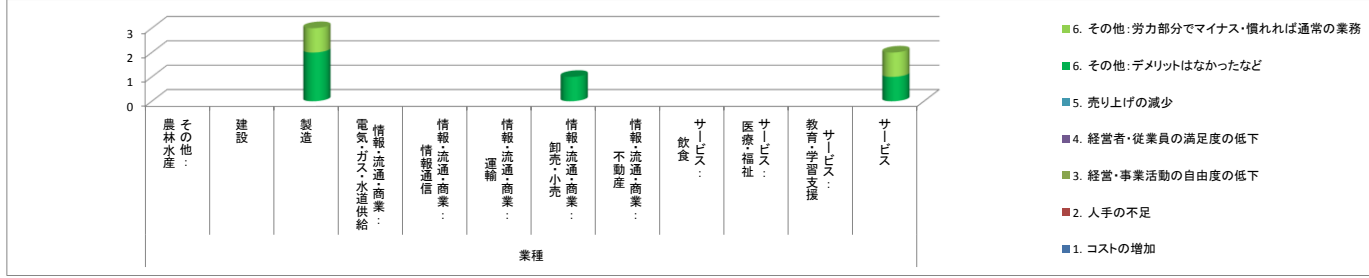 3
2
1
0
その他：
農林水産
建設
製造
情報・流通・商業：
電気・ガス・水道供給
情報・流通・商業：
情報通信
情報・流通・商業：
運輸
情報・流通・商業：
卸売・小売
情報・流通・商業：
不動産
サービス：
飲食
サービス：
医療・福祉
サービス：
教育・学習支援
サービス
業種
6. その他：労力部分でマイナス・慣れれば通常の業務
6. その他：デメリットはなかったなど
5. 売り上げの減少
4. 経営者・従業員の満足度の低下
3. 経営・事業活動の自由度の低下
2. 人手の不足
1. コストの増加